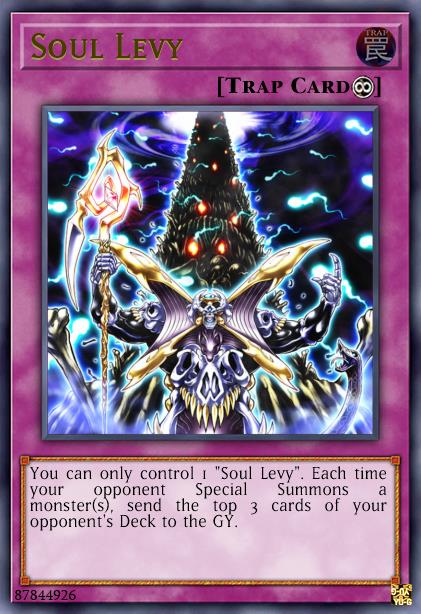 Soul Levy
TRAP
罠
[Trap Card]
You can only control 1 "Soul Levy". Each time
your opponent Special Summons a
monster(s), send the top 3 cards of your
opponent's Deck to the GY.
87844926